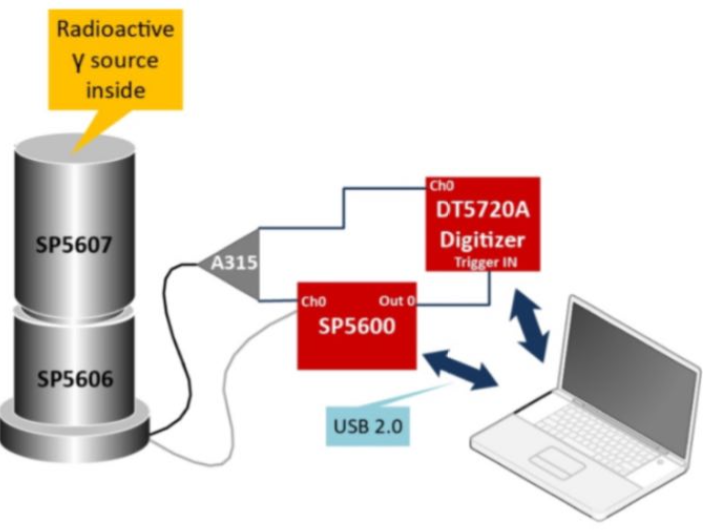 Radioactive
γ source
inside
SP5607
SP5606
A315
Ch0
DT5720A
Digitizer
Trigger IN
Ch0
Out 0
SP5600
USB 2.0